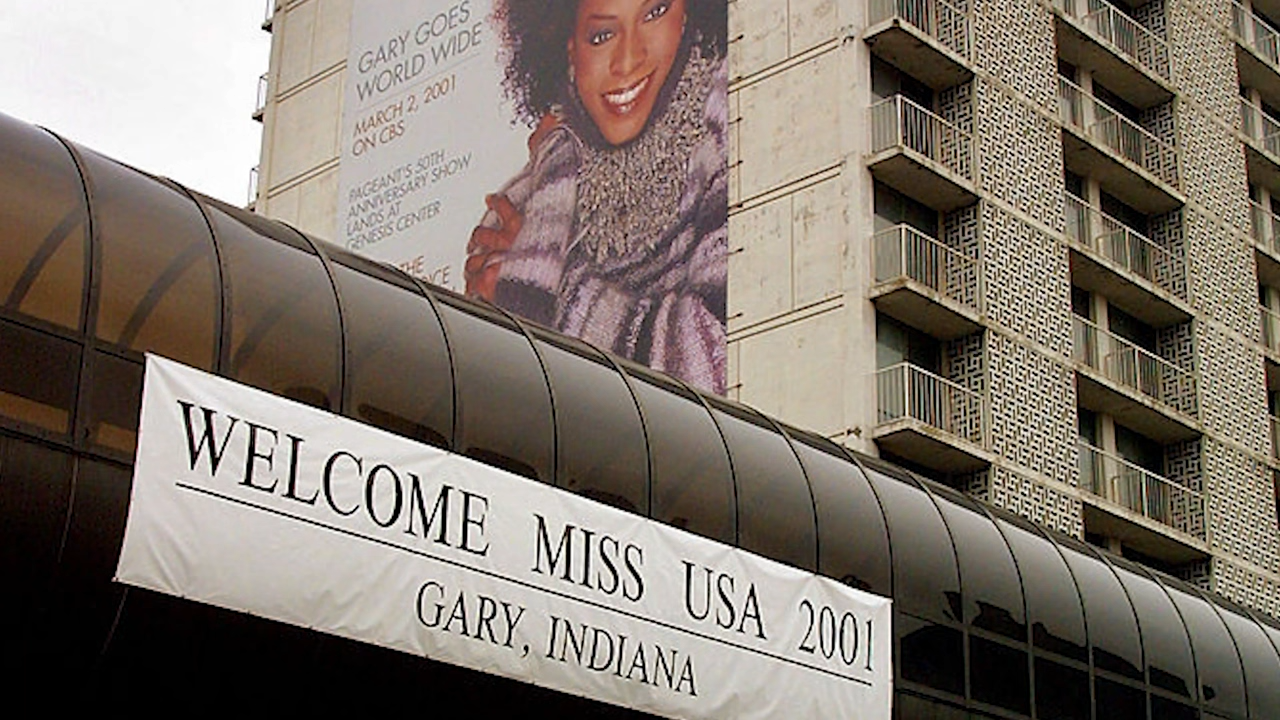 GARY GOES
WORLD WIDE
MARCH 2, 2001
ON CBS
PAGEANT'S 50TH
ANNIVERSARY SHOW
LANDS AT
GENESIS CENTER
THE
WELCOME MISS USA 2001
GARY, INDIANA